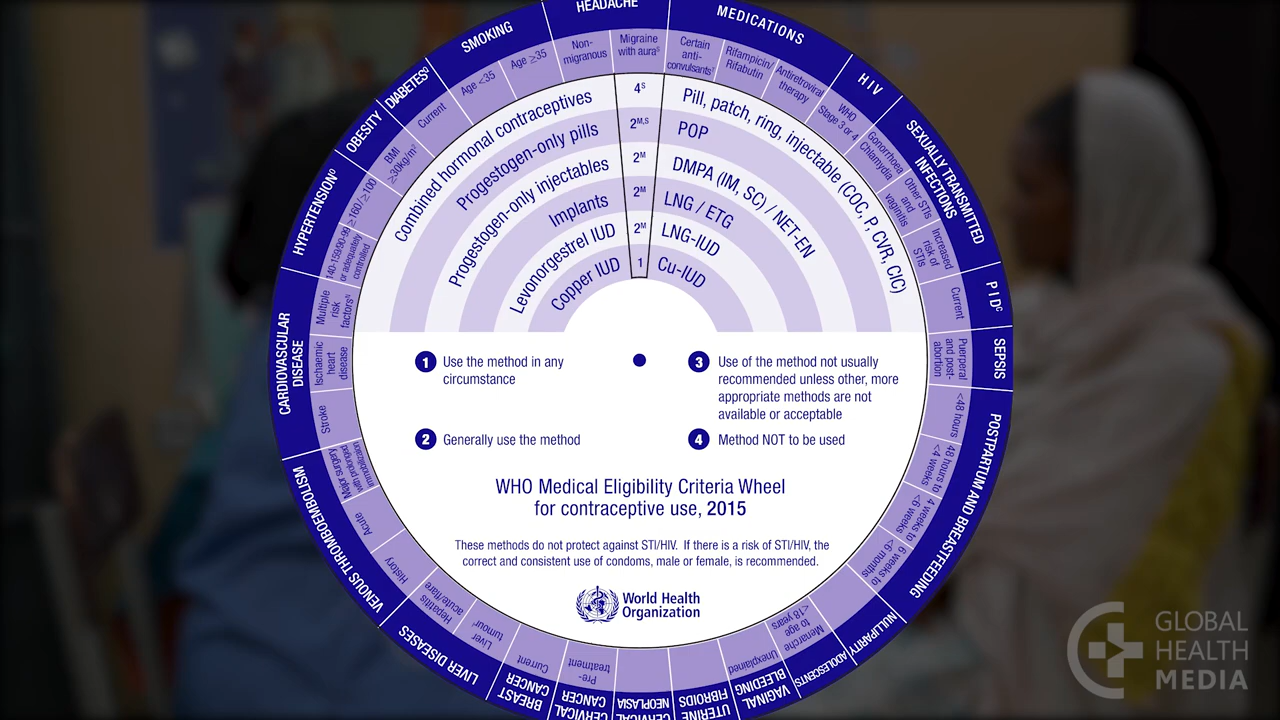 HEADACHE
MEDICATIONS
HIV
SEXUALLY TRANSMITTED
INFECTIONS
PID^C
SEPSIS
POSTPARTUM AND BREASTFEEDING
NULLIPARITY
ADOLESCENTS
VAGINAL
BLEEDING
UTERINE
FIBROIDS
CERVICAL
NEOPLASIA
CERVICAL
CANCER
BREAST
CANCER
LIVER DISEASES
VENOUS THROMBOEMBOLISM
CARDIOVASCULAR
DISEASE
HYPERTENSION
OBESITY
DIABETES
SMOKING
Non-
migranous
Migraine
with aura^S
Certain
anti-
convulsants
Rifampicin/
Rifabutin
Antiretroviral
therapy
WHO
Stage 3 or 4
Gonorrhoea
Chlamydia
Other STIs
and
vaginitis
Increased
risk of
STIs
Current
Puerperal
and post-
abortion
<48 hours
48 hours to
<4 weeks
4 weeks to
<6 weeks
6 weeks to
<6 months
Menarche
to age
<18 years
Unexplained
Pre-
treatment
Current
Liver
tumour
Hepatitis
acute/flare
History
Acute
Major surgery
with prolonged
immobilization
Stroke
Ischaemic
heart
disease
Multiple
risk
factors
140-159/90-99
or adequately
controlled
≥160/≥100
BMI
≥30kg/m²
Current
Age <35
Age ≥35
Combined hormonal contraceptives
4^S
Pill, patch, ring, injectable (COC, P, CVR, CIC)
Progestogen-only pills
2^M,S
POP
Progestogen-only injectables
2^M
DMPA (IM, SC) / NET-EN
Implants
2^M
LNG / ETG
Levonorgestrel IUD
2^M
LNG-IUD
Copper IUD
1
Cu-IUD
1 Use the method in any
circumstance
2 Generally use the method
3 Use of the method not usually
recommended unless other, more
appropriate methods are not
available or acceptable
4 Method NOT to be used
WHO Medical Eligibility Criteria Wheel
for contraceptive use, 2015
These methods do not protect against STI/HIV. If there is a risk of STI/HIV, the
correct and consistent use of condoms, male or female, is recommended.
World Health
Organization
GLOBAL
HEALTH
MEDIA